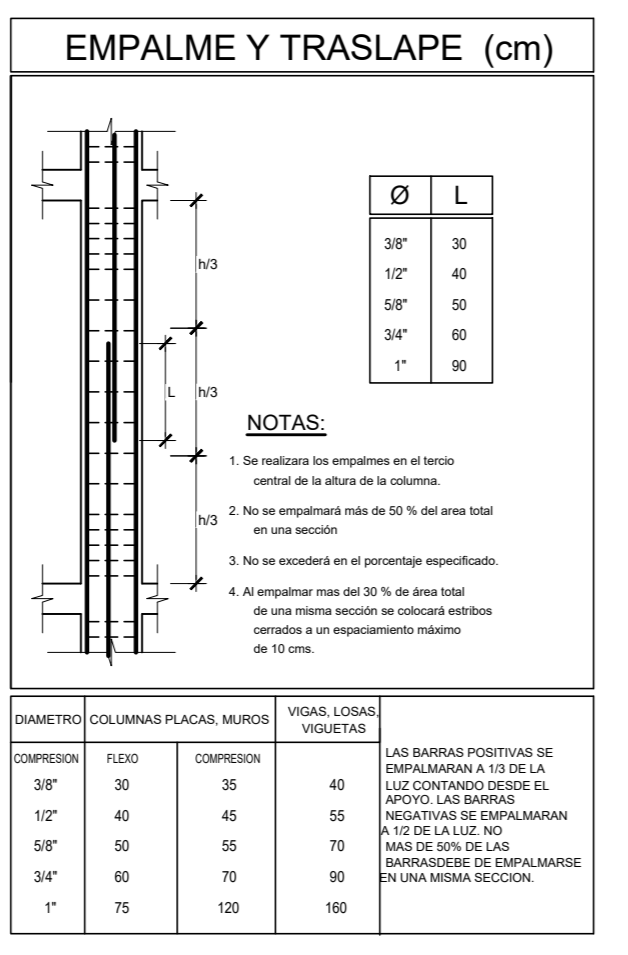 EMPALME Y TRASLAPE (cm)
Ø L
3/8" 30
1/2" 40
5/8" 50
3/4" 60
1" 90
h/3
L h/3
h/3
NOTAS:
1. Se realizara los empalmes en el tercio
central de la altura de la columna.
2. No se empalmará más de 50 % del area total
en una sección
3. No se excederá en el porcentaje especificado.
4. Al empalmar mas del 30 % de área total
de una misma sección se colocará estribos
cerrados a un espaciamiento máximo
de 10 cms.
DIAMETRO COLUMNAS PLACAS, MUROS VIGAS, LOSAS,
VIGUETAS
COMPRESION FLEXO COMPRESION
3/8" 30 35 40
1/2" 40 45 55
5/8" 50 55 70
3/4" 60 70 90
1" 75 120 160
LAS BARRAS POSITIVAS SE
EMPALMARAN A 1/3 DE LA
LUZ CONTANDO DESDE EL
APOYO. LAS BARRAS
NEGATIVAS SE EMPALMARAN
A 1/2 DE LA LUZ. NO
MAS DE 50% DE LAS
BARRASDEBE DE EMPALMARSE
EN UNA MISMA SECCION.